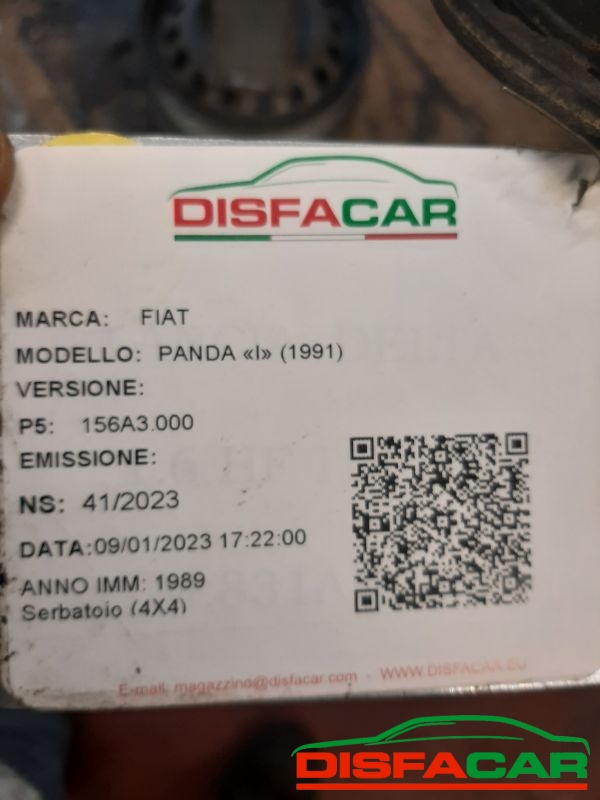 DISFACAR
MARCA: FIAT
MODELLO: PANDA «I» (1991)
VERSIONE:
P5: 156A3.000
EMISSIONE:
NS: 41/2023
DATA:09/01/2023 17:22:00
ANNO IMM: 1989
Serbatoio (4X4)
E-mail: magazzino@disfacar.com - WWW.DISFACAR.EU
DISFACAR